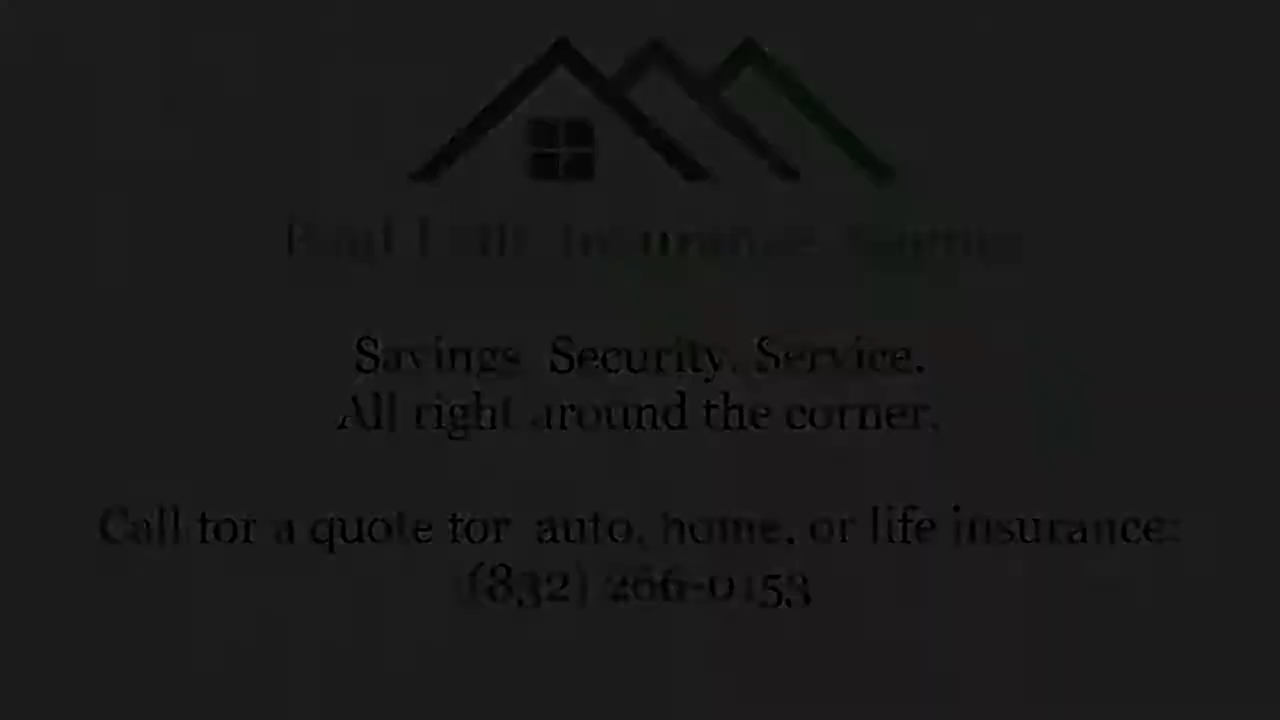 Insurance
Savings. Security. Service.
All right around the corner.
Call for a quote for auto, home, or life insurance:
(832) 266-0153